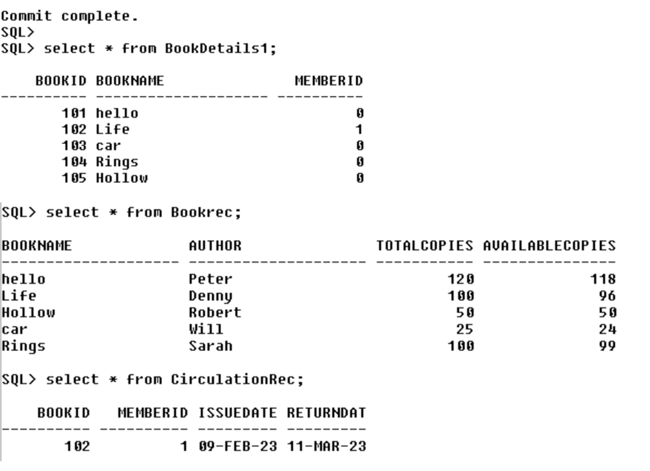 Commit complete.
SQL>
SQL> select * from BookDetails1;
BOOKID BOOKNAME MEMBERID
---------- -------------------- ----------
101 hello 0
102 Life 1
103 car 0
104 Rings 0
105 Hollow 0
SQL> select * from Bookrec;
BOOKNAME AUTHOR TOTALCOPIES AVAILABLECOPIES
-------------------- -------------------- ----------- ---------------
hello Peter 120 118
Life Denny 100 96
Hollow Robert 50 50
car Will 25 24
Rings Sarah 100 99
SQL> select * from CirculationRec;
BOOKID MEMBERID ISSUEDATE RETURNDAT
---------- ---------- --------- ---------
102 1 09-FEB-23 11-MAR-23